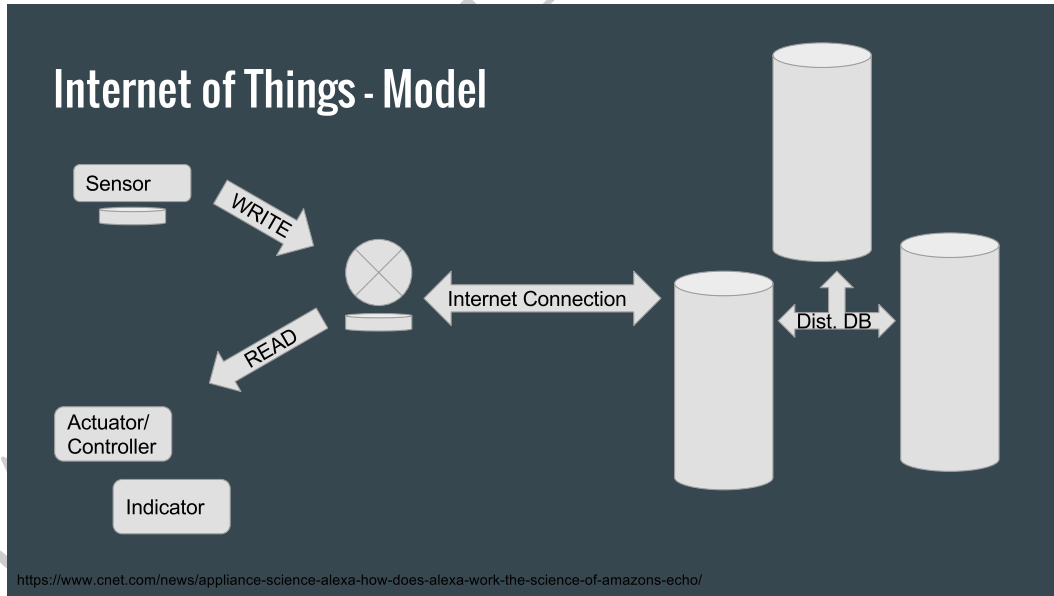 Internet of Things - Model
Sensor
WRITE
Internet Connection
Dist. DB
READ
Actuator/
Controller
Indicator
https://www.cnet.com/news/appliance-science-alexa-how-does-alexa-work-the-science-of-amazons-echo/